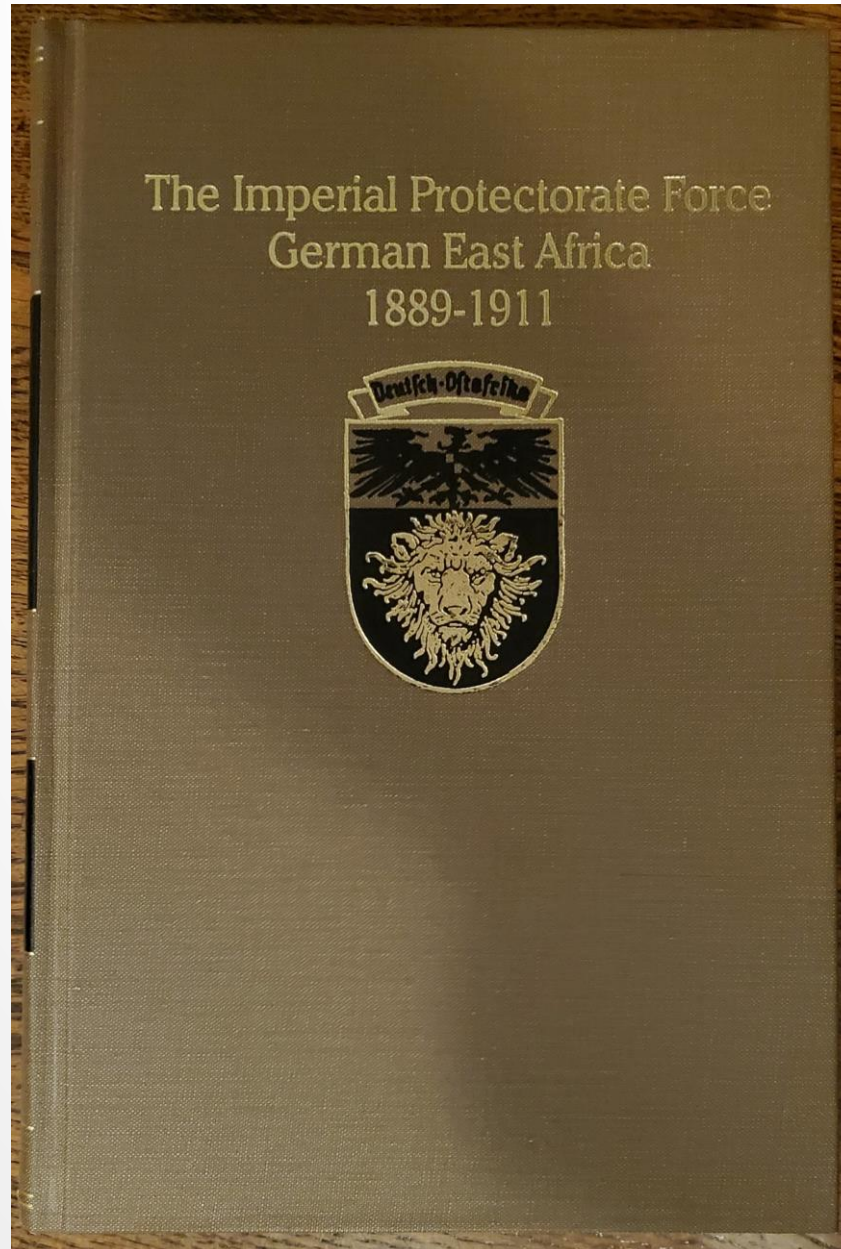 The Imperial Protectorate Force
German East Africa
1889-1911
Deutſch-Oſtafrika